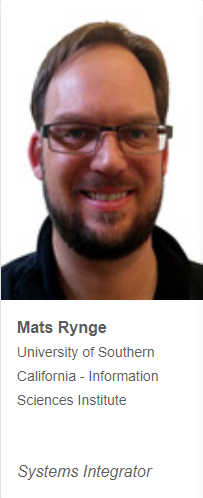 Mats Rynge
University of Southern
California - Information
Sciences Institute
Systems Integrator